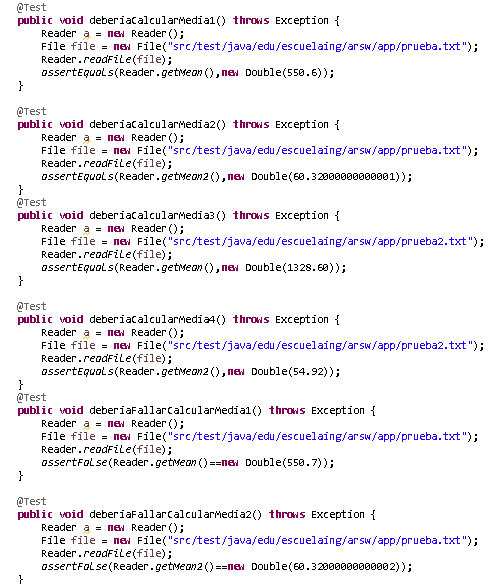 @Test
public void deberiaCalcularMedia1() throws Exception {
Reader a = new Reader();
File file = new File("src/test/java/edu/escuelaing/arsw/app/prueba.txt");
Reader.readFile(file);
assertEquals(Reader.getMean(),new Double(550.6));
}
@Test
public void deberiaCalcularMedia2() throws Exception {
Reader a = new Reader();
File file = new File("src/test/java/edu/escuelaing/arsw/app/prueba.txt");
Reader.readFile(file);
assertEquals(Reader.getMean2(),new Double(60.32000000000001));
}
@Test
public void deberiaCalcularMedia3() throws Exception {
Reader a = new Reader();
File file = new File("src/test/java/edu/escuelaing/arsw/app/prueba2.txt");
Reader.readFile(file);
assertEquals(Reader.getMean(),new Double(1328.60));
}
@Test
public void deberiaCalcularMedia4() throws Exception {
Reader a = new Reader();
File file = new File("src/test/java/edu/escuelaing/arsw/app/prueba2.txt");
Reader.readFile(file);
assertEquals(Reader.getMean2(),new Double(54.92));
}
@Test
public void deberiaFallarCalcularMedia1() throws Exception {
Reader a = new Reader();
File file = new File("src/test/java/edu/escuelaing/arsw/app/prueba.txt");
Reader.readFile(file);
assertFalse(Reader.getMean()==new Double(550.7));
}
@Test
public void deberiaFallarCalcularMedia2() throws Exception {
Reader a = new Reader();
File file = new File("src/test/java/edu/escuelaing/arsw/app/prueba.txt");
Reader.readFile(file);
assertFalse(Reader.getMean2()==new Double(60.32000000000002));
}